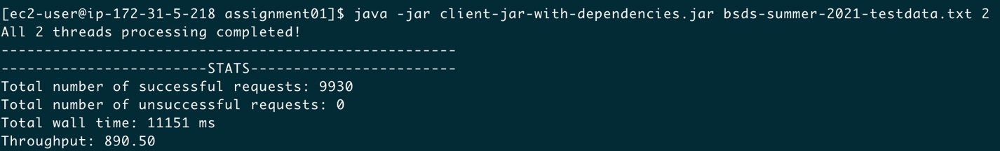 [ec2-user@ip-172-31-5-218 assignment01]$ java -jar client-jar-with-dependencies.jar bsds-summer-2021-testdata.txt 2
All 2 threads processing completed!
-----------------------------------------------------
------------------------STATS------------------------
Total number of successful requests: 9930
Total number of unsuccessful requests: 0
Total wall time: 11151 ms
Throughput: 890.50